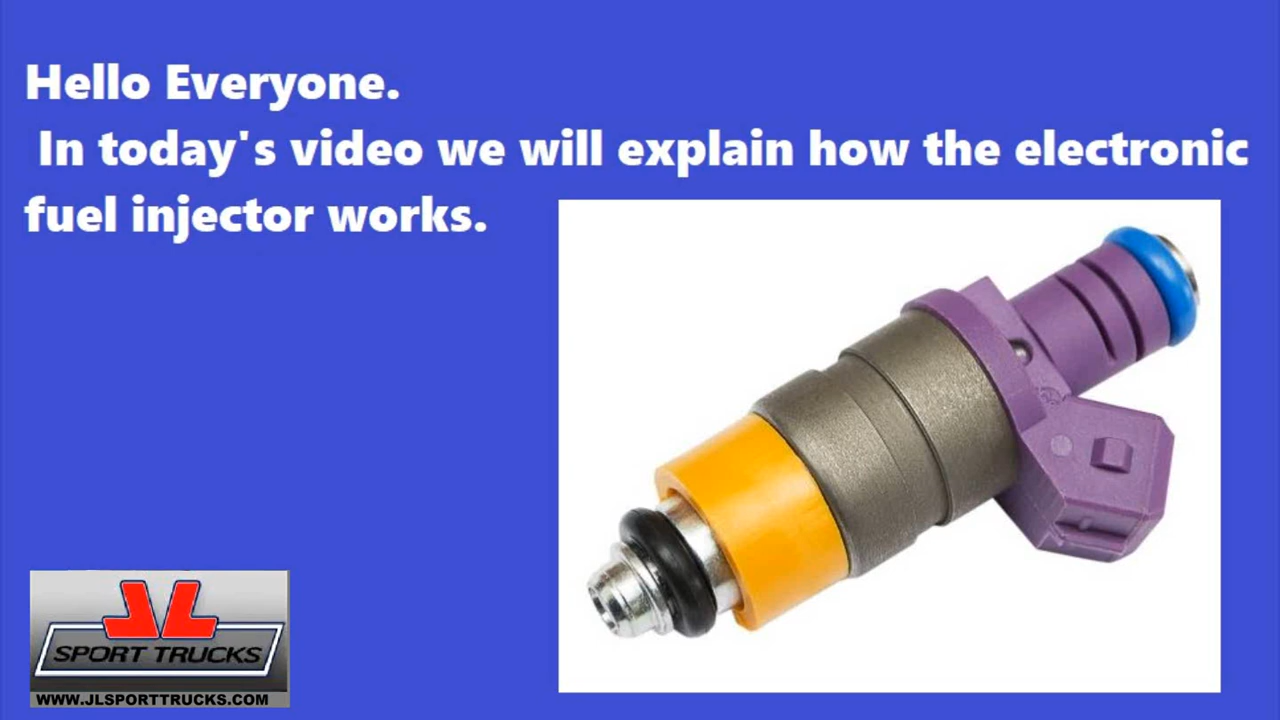 Hello Everyone.
In today's video we will explain how the electronic
fuel injector works.
JL
SPORT TRUCKS
WWW.JLSPORTTRUCKS.COM